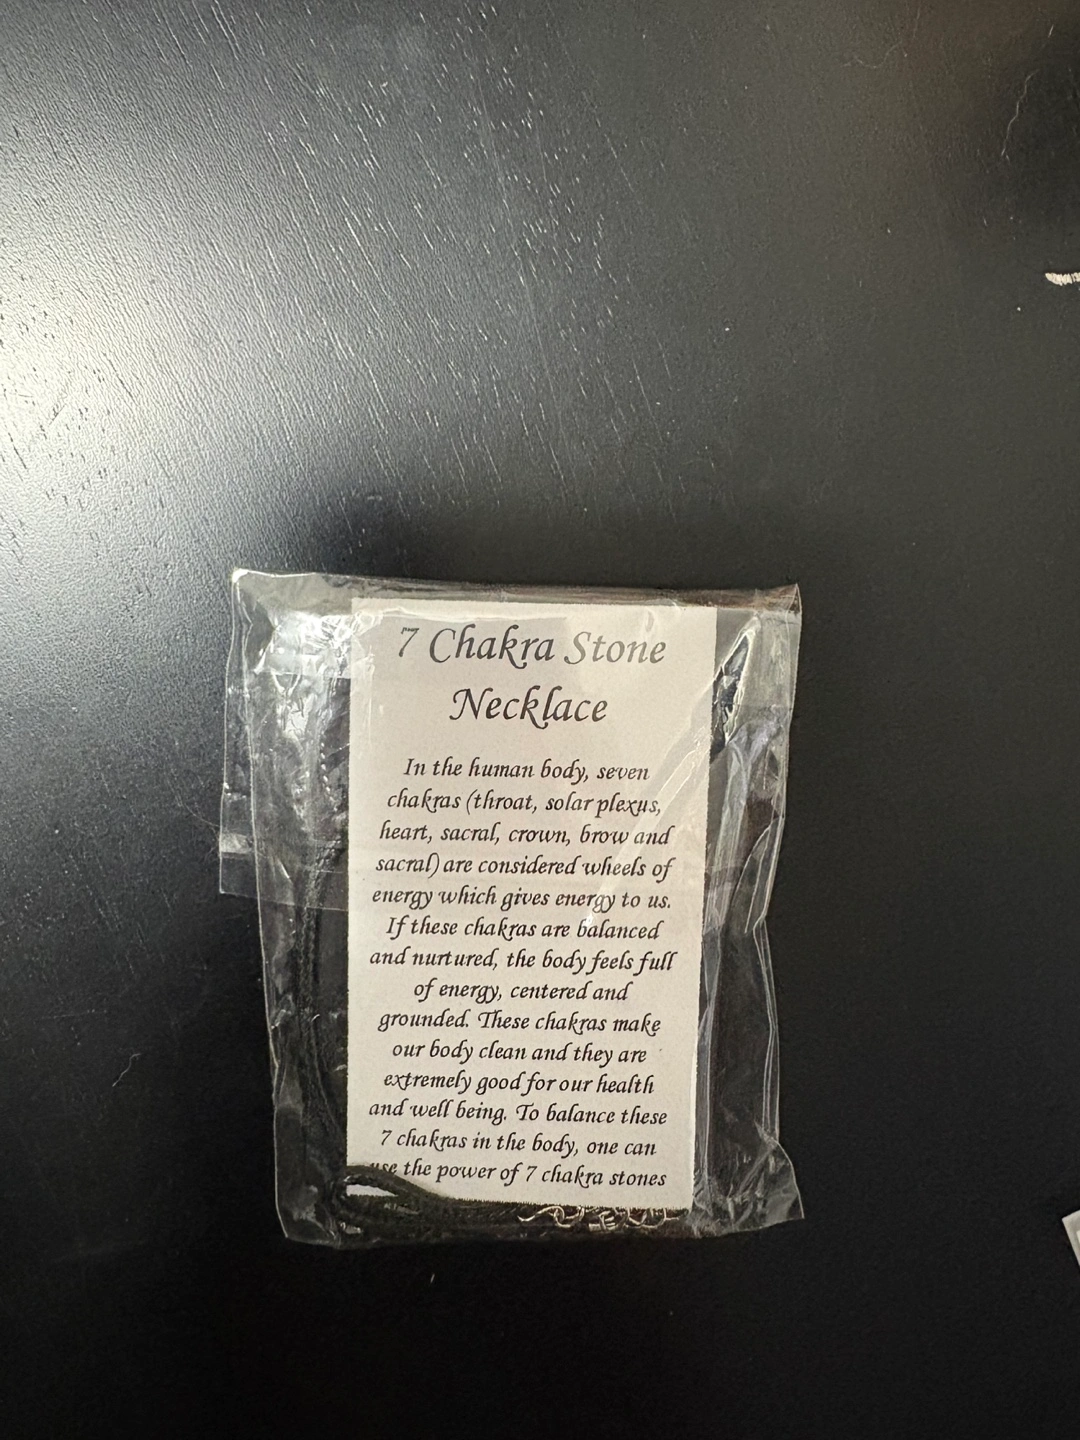 7 Chakra Stone
Necklace
In the human body, seven
chakras (throat, solar plexus,
heart, sacral, crown, brow and
sacral) are considered wheels of
energy which gives energy to us.
If these chakras are balanced
and nurtured, the body feels full
of energy, centered and
grounded. These chakras make
our body clean and they are
extremely good for our health
and well being. To balance these
7 chakras in the body, one can
use the power of 7 chakra stones